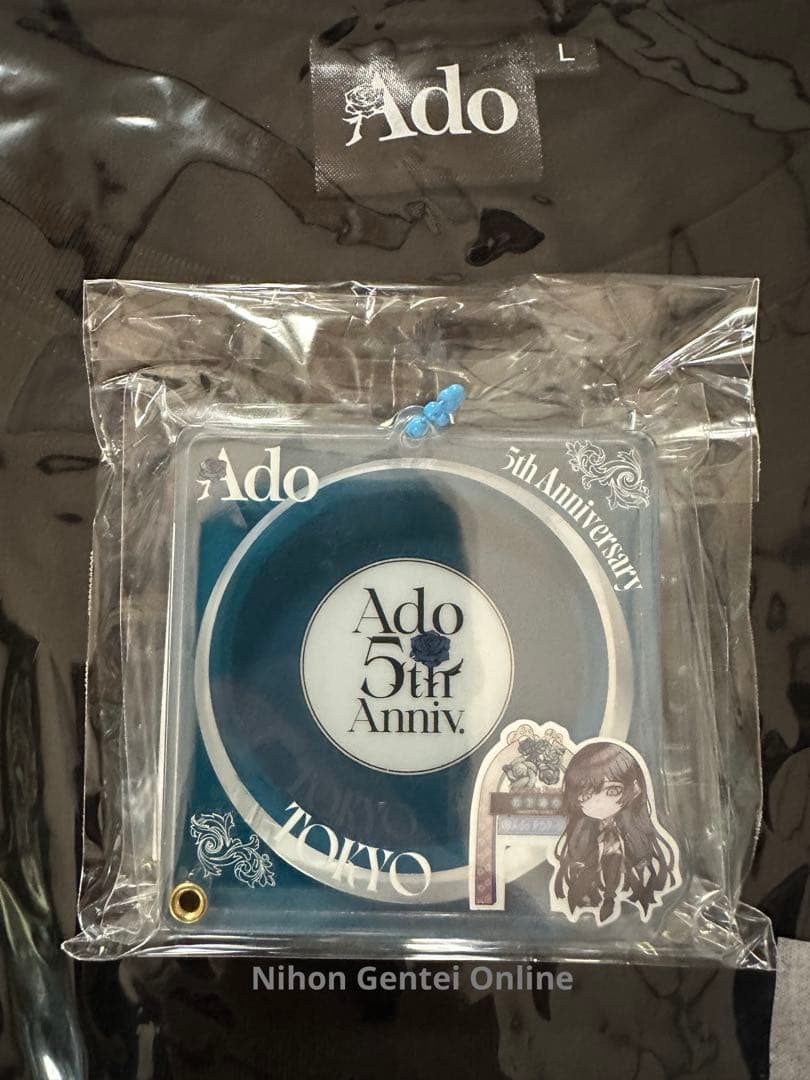 Ado
L
Ado
5th Anniversary
Ado
5th
Anniv.
TOKYO
Nihon Gentei Online